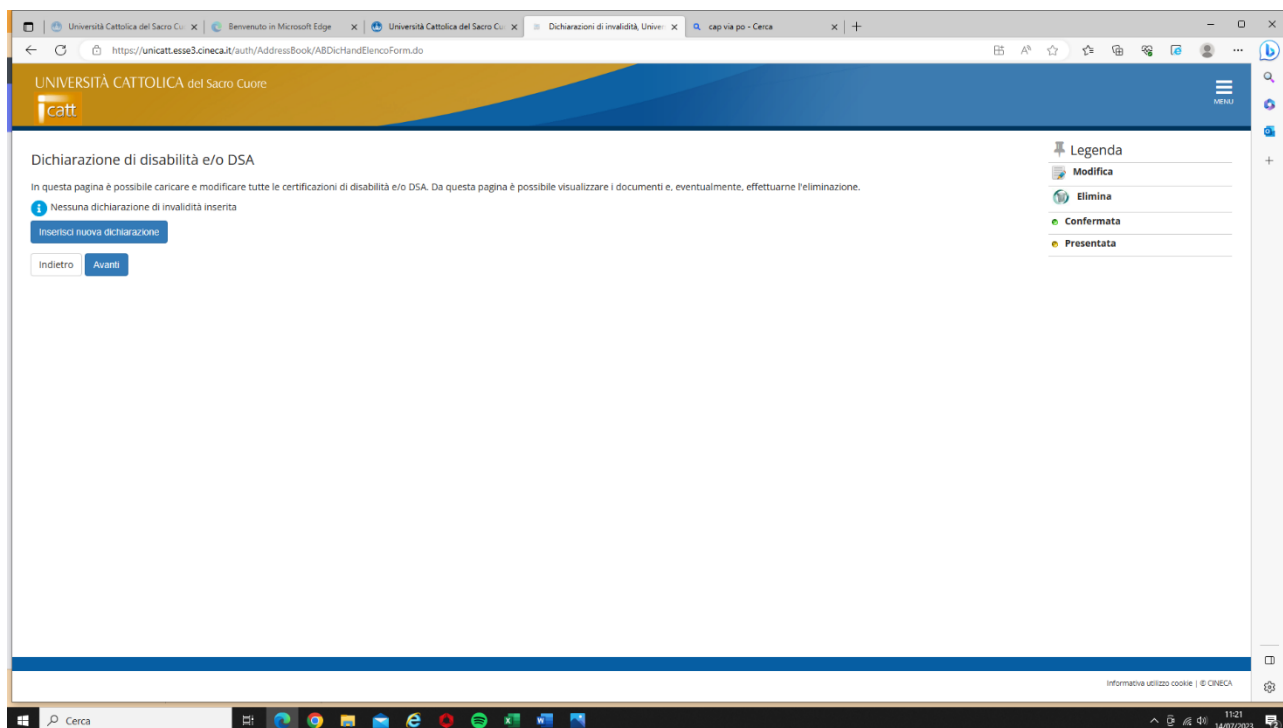 Università Cattolica del Sacro Cu
Benvenuto in Microsoft Edge
Università Cattolica del Sacro Cu
Dichiarazioni di invalidità, Univer
cap via po - Cerca
https://unicatt.esse3.cineca.it/auth/AddressBook/ABDicHandElencoForm.do
UNIVERSITÀ CATTOLICA del Sacro Cuore
icatt
MENU
Dichiarazione di disabilità e/o DSA
In questa pagina è possibile caricare e modificare tutte le certificazioni di disabilità e/o DSA. Da questa pagina è possibile visualizzare i documenti e, eventualmente, effettuarne l'eliminazione.
Nessuna dichiarazione di invalidità inserita
Inserisci nuova dichiarazione
Indietro Avanti
Legenda
Modifica
Elimina
Confermata
Presentata
Informativa utilizzo cookie | © CINECA
Cerca
11:21
14/07/2023